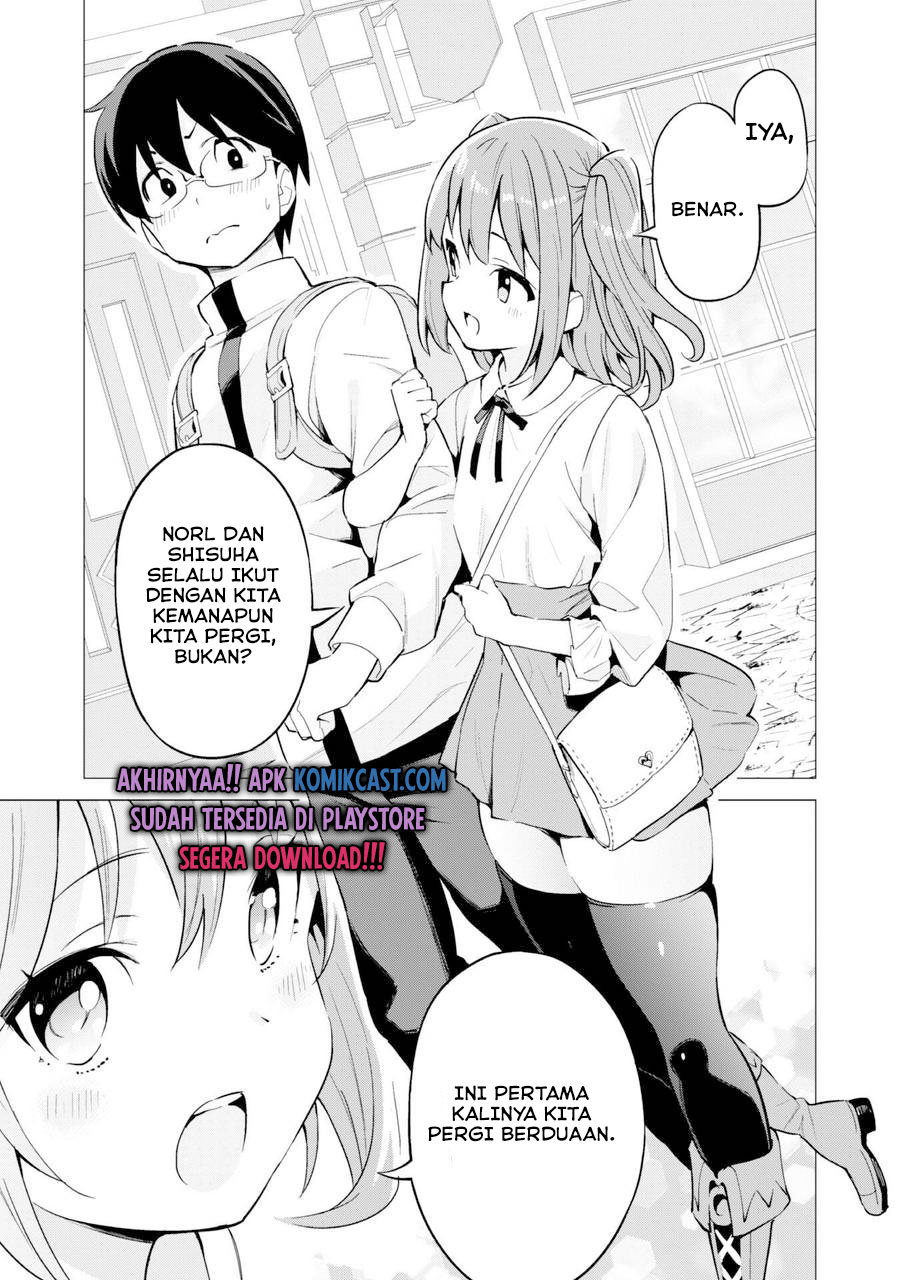 IYA,
BENAR.
NORL DAN
SHISUHA
SELALU IKUT
DENGAN KITA
KEMANAPUN
KITA PERGI,
BUKAN?
AKHIRNYAA!! APK KOMIKCAST.COM
SUDAH TERSEDIA DI PLAYSTORE
SEGERA DOWNLOAD!!!
INI PERTAMA
KALINYA KITA
PERGI BERDUAAN.